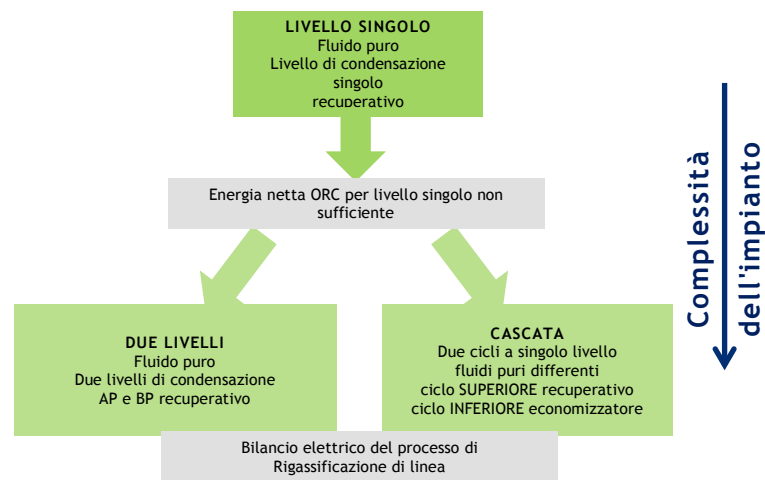 LIVELLO SINGOLO
Fluido puro
Livello di condensazione
singolo
recuperativo
Energia netta ORC per livello singolo non
sufficiente
DUE LIVELLI
Fluido puro
Due livelli di condensazione
AP e BP recuperativo
CASCATA
Due cicli a singolo livello
fluidi puri differenti
ciclo SUPERIORE recuperativo
ciclo INFERIORE economizzatore
Bilancio elettrico del processo di
Rigassificazione di linea
Complessità
dell'impianto